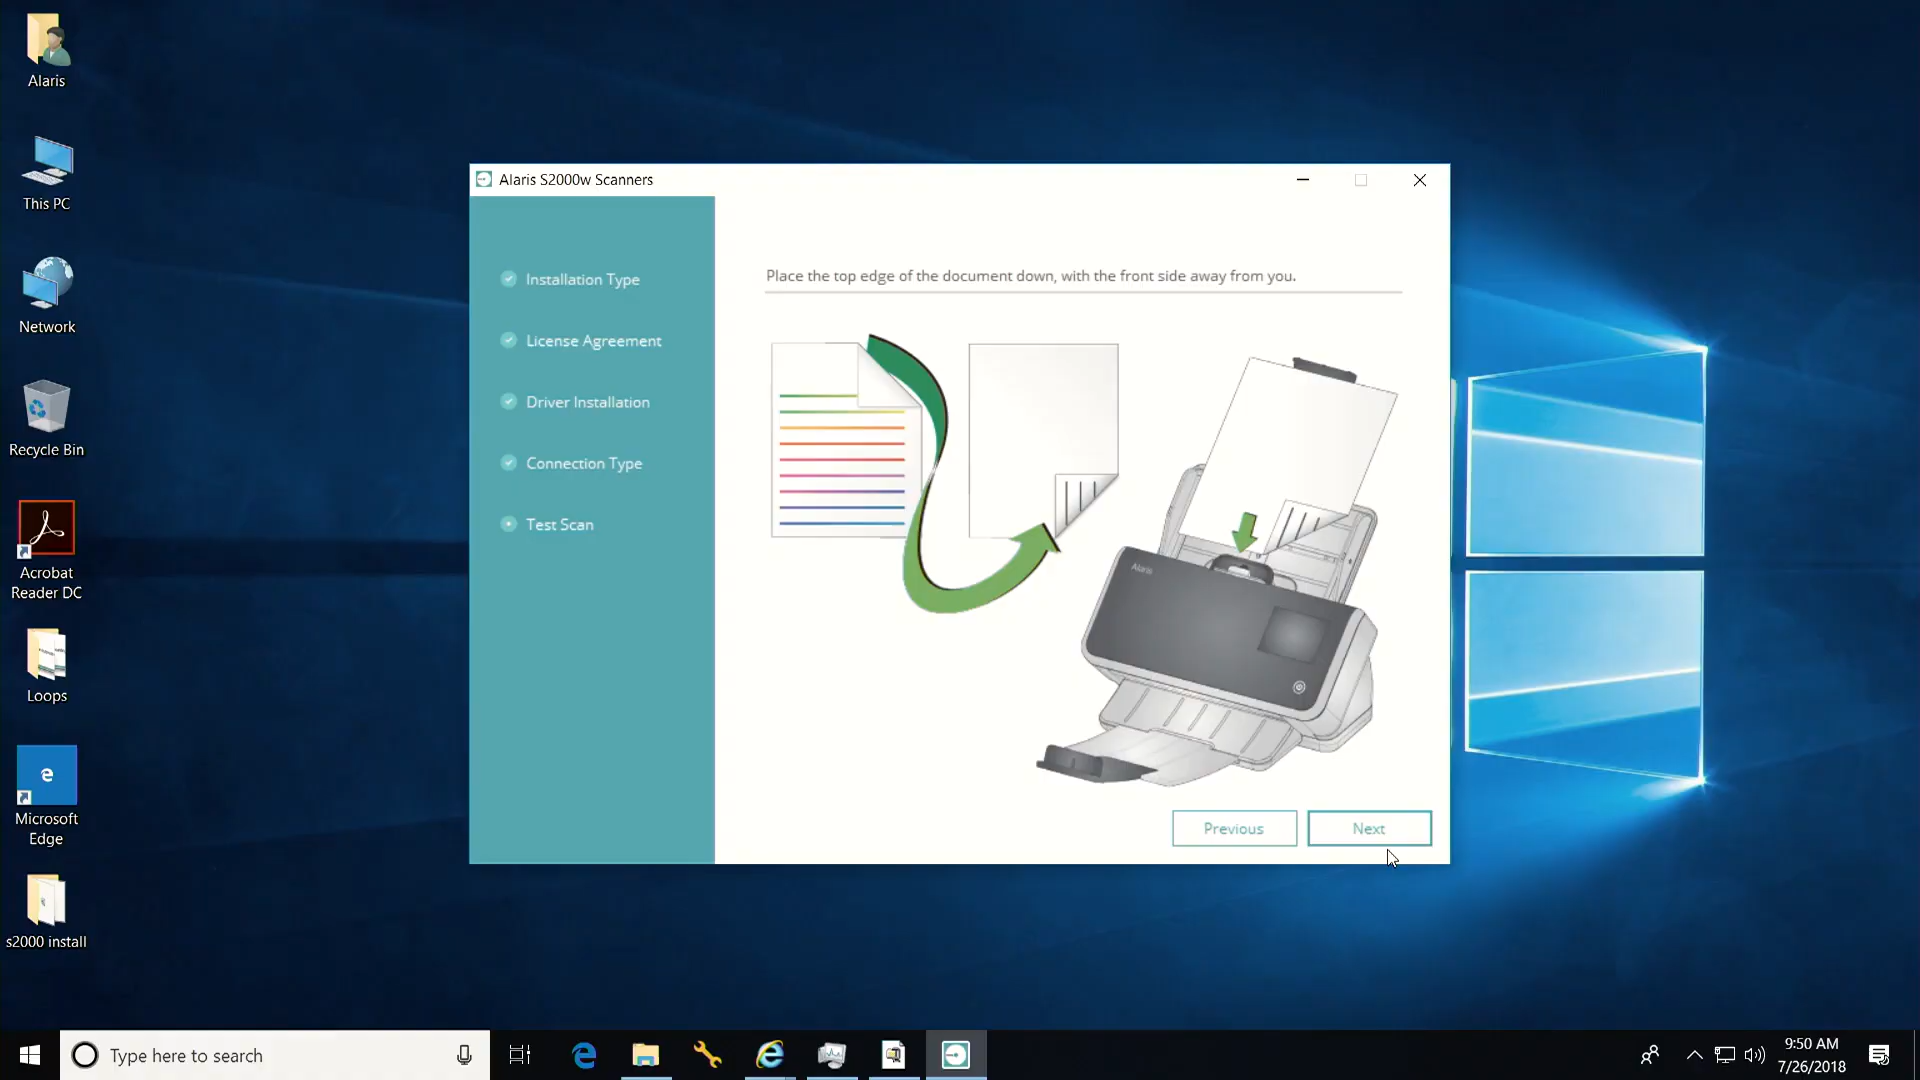 Alaris
This PC
Network
Recycle Bin
Acrobat
Reader DC
Loops
Microsoft
Edge
s2000 install
Alaris S2000w Scanners
Installation Type
License Agreement
Driver Installation
Connection Type
Test Scan
Place the top edge of the document down, with the front side away from you.
Alaris
Previous
Next
Type here to search
9:50 AM
7/26/2018